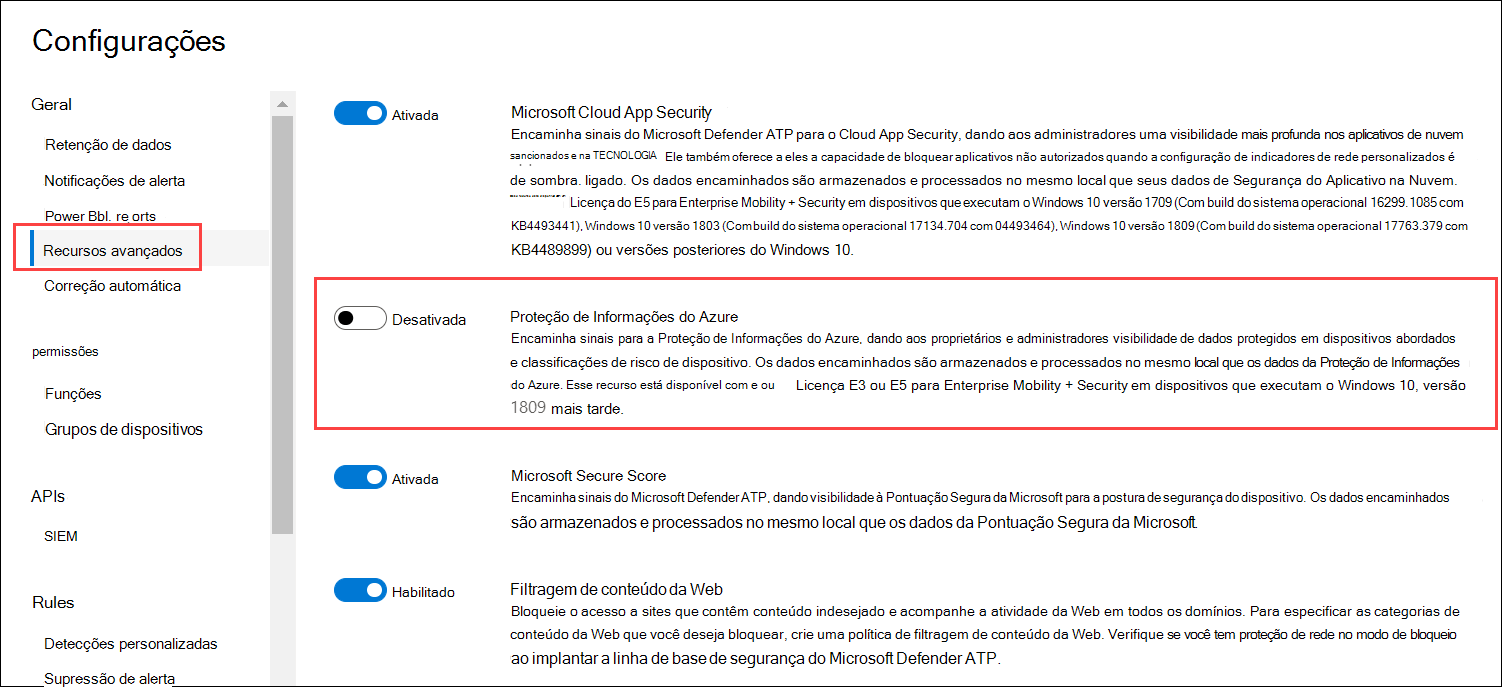 Configurações
Geral
Retenção de dados
Notificações de alerta
Power Bbl. re orts
Recursos avançados
Correção automática
permissões
Funções
Grupos de dispositivos
APIs
SIEM
Rules
Detecções personalizadas
Supressão de alerta
Ativada
Microsoft Cloud App Security
Encaminha sinais do Microsoft Defender ATP para o Cloud App Security, dando aos administradores uma visibilidade mais profunda nos aplicativos de nuvem
sancionados e na TECNOLOGIA Ele também oferece a eles a capacidade de bloquear aplicativos não autorizados quando a configuração de indicadores de rede personalizados é
de sombra. ligado. Os dados encaminhados são armazenados e processados no mesmo local que seus dados de Segurança do Aplicativo na Nuvem.
Licença do E5 para Enterprise Mobility + Security em dispositivos que executam o Windows 10 versão 1709 (Com build do sistema operacional 16299.1085 com
KB4493441), Windows 10 versão 1803 (Com build do sistema operacional 17134.704 com 04493464), Windows 10 versão 1809 (Com build do sistema operacional 17763.379 com
KB4489899) ou versões posteriores do Windows 10.
Desativada
Proteção de Informações do Azure
Encaminha sinais para a Proteção de Informações do Azure, dando aos proprietários e administradores visibilidade de dados protegidos em dispositivos abordados
e classificações de risco de dispositivo. Os dados encaminhados são armazenados e processados no mesmo local que os dados da Proteção de Informações
do Azure. Esse recurso está disponível com e ou Licença E3 ou E5 para Enterprise Mobility + Security em dispositivos que executam o Windows 10, versão
1809 mais tarde.
Ativada
Microsoft Secure Score
Encaminha sinais do Microsoft Defender ATP, dando visibilidade à Pontuação Segura da Microsoft para a postura de segurança do dispositivo. Os dados encaminhados
são armazenados e processados no mesmo local que os dados da Pontuação Segura da Microsoft.
Habilitado
Filtragem de conteúdo da Web
Bloqueie o acesso a sites que contêm conteúdo indesejado e acompanhe a atividade da Web em todos os domínios. Para especificar as categorias de
conteúdo da Web que você deseja bloquear, crie uma política de filtragem de conteúdo da Web. Verifique se você tem proteção de rede no modo de bloqueio
ao implantar a linha de base de segurança do Microsoft Defender ATP.